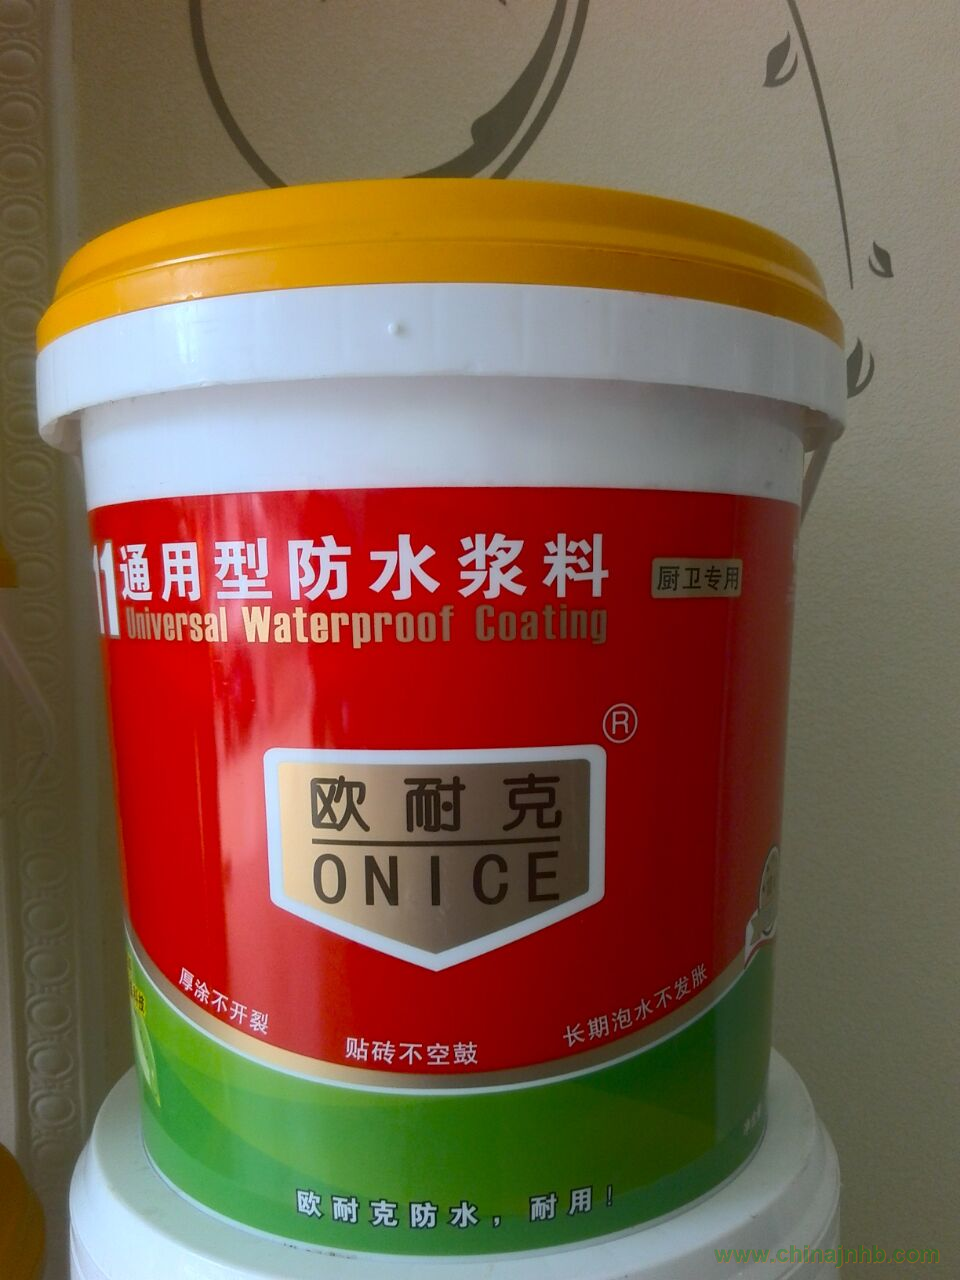 11通用型防水浆料
厨卫专用
Universal Waterproof Coating
®
欧耐克
ONICE
厚涂不开裂
贴砖不空鼓
长期泡水不发胀
欧耐克防水，耐用！
www.chinajnhb.com